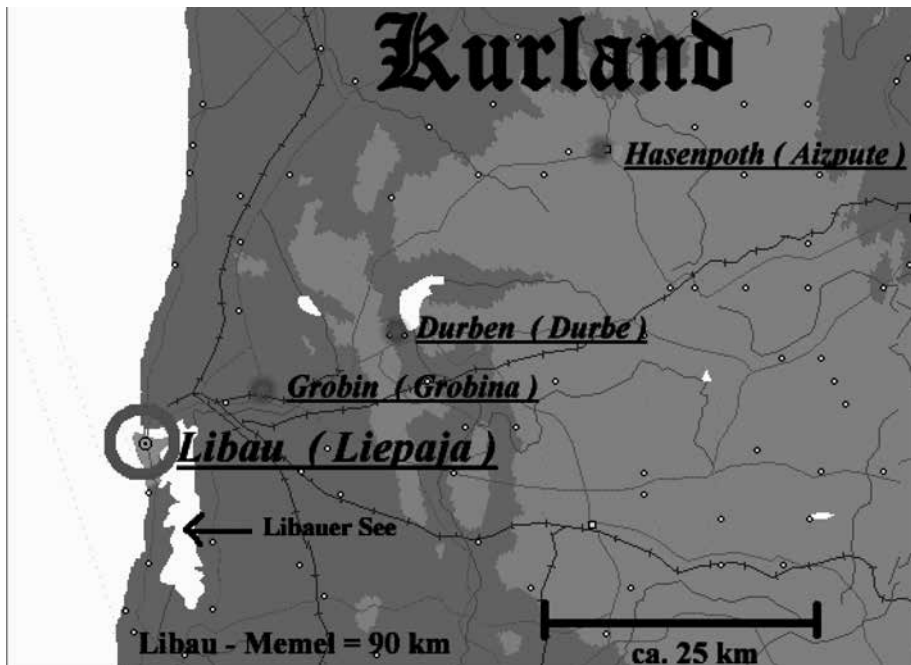 Kurland
Hasenpoth ( Aizpute )
Durben ( Durbe )
Grobin ( Grobina )
Libau ( Liepaja )
Libauer See
Libau - Memel = 90 km
ca. 25 km